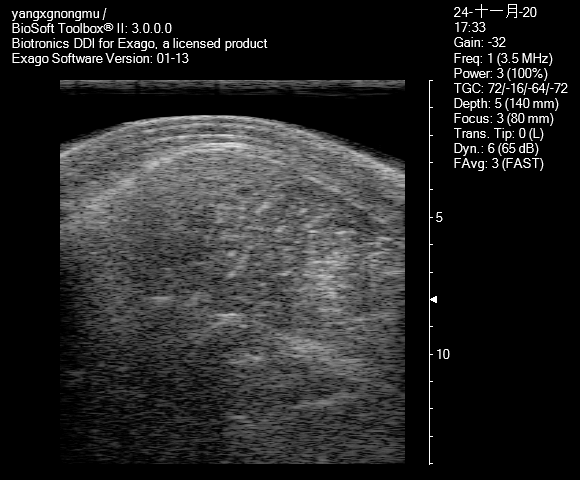 yangxgnongmu /
BioSoft Toolbox® II: 3.0.0.0
Biotronics DDI for Exago, a licensed product
Exago Software Version: 01-13
24-十一月-20
17:33
Gain: -32
Freq: 1 (3.5 MHz)
Power: 3 (100%)
TGC: 72/-16/-64/-72
Depth: 5 (140 mm)
Focus: 3 (80 mm)
Trans. Tip: 0 (L)
Dyn.: 6 (65 dB)
FAvg: 3 (FAST)
5
10